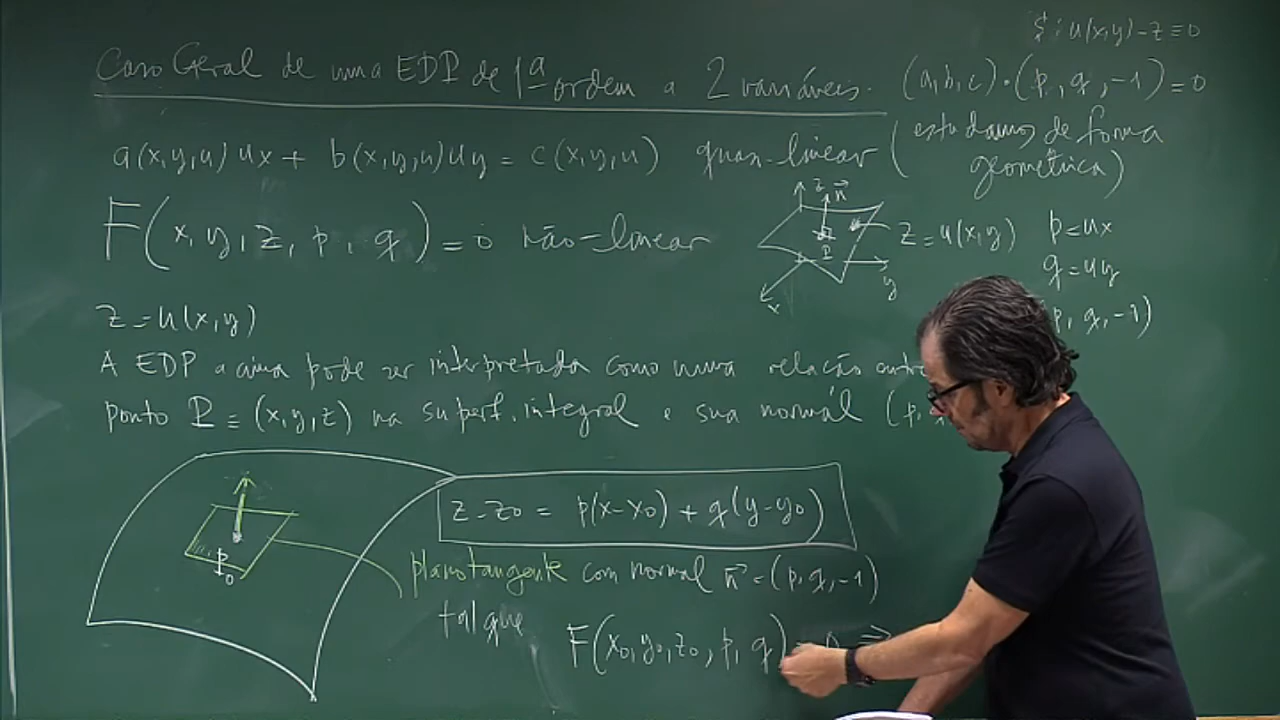 S: u(x,y)-z≡0
Caso Geral de uma EDP de 1ª ordem a 2 variáveis.
(a,b,c)·(p,q,-1)=0
a(x,y,u)ux + b(x,y,u)uy = c(x,y,u) quas-linear
(estudamos de forma
geométrica)
F(x,y,z,p,q)=0 não-linear
z n⃗
P
y
x
z=u(x,y)
p=ux
q=uy
p,q,-1)
z=u(x,y)
A EDP acima pode ser interpretada como uma relação entre
ponto P≡(x,y,z) na superf. integral e sua normal (p,
z-z0 = p(x-x0)+q(y-y0)
P0
plano tangente com normal n⃗=(p,q,-1)
tal que
F(x0,y0,z0,p,q)=0 ⇒